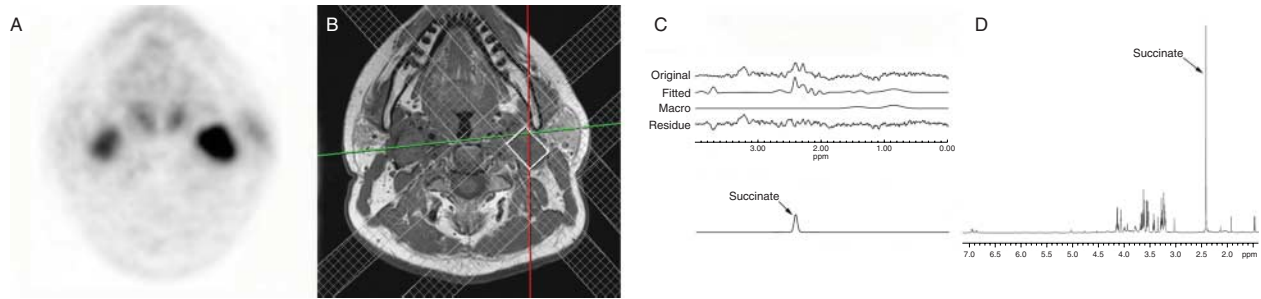 A
B
C
D
Original
Fitted
Macro
Residue
3.00 2.00 1.00 0.00
ppm
Succinate
Succinate
7.0 6.5 6.0 5.5 5.0 4.5 4.0 3.5 3.0 2.5 2.0 ppm